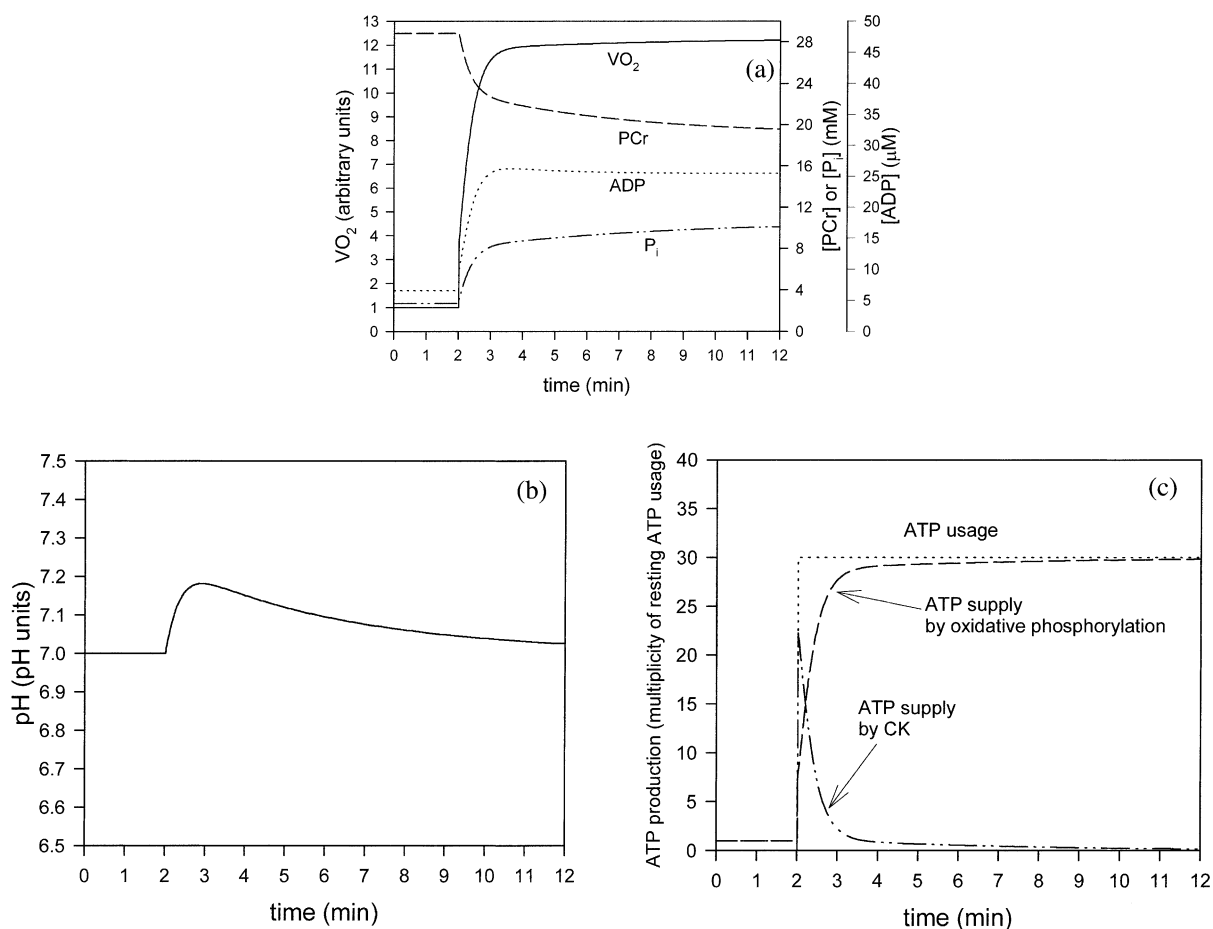 (a)
VO2 (arbitrary units)
13
12
11
10
9
8
7
6
5
4
3
2
1
0
VO2
PCr
ADP
Pi
28
24
20
16
12
8
4
0
[PCr] or [Pi] (mM)
50
45
40
35
30
25
20
15
10
5
0
[ADP] (μM)
0 1 2 3 4 5 6 7 8 9 10 11 12
time (min)
(b)
pH (pH units)
7.5
7.4
7.3
7.2
7.1
7.0
6.9
6.8
6.7
6.6
6.5
0 1 2 3 4 5 6 7 8 9 10 11 12
time (min)
(c)
ATP production (multiplicity of resting ATP usage)
40
35
30
25
20
15
10
5
0
ATP usage
ATP supply
by oxidative phosphorylation
ATP supply
by CK
0 1 2 3 4 5 6 7 8 9 10 11 12
time (min)